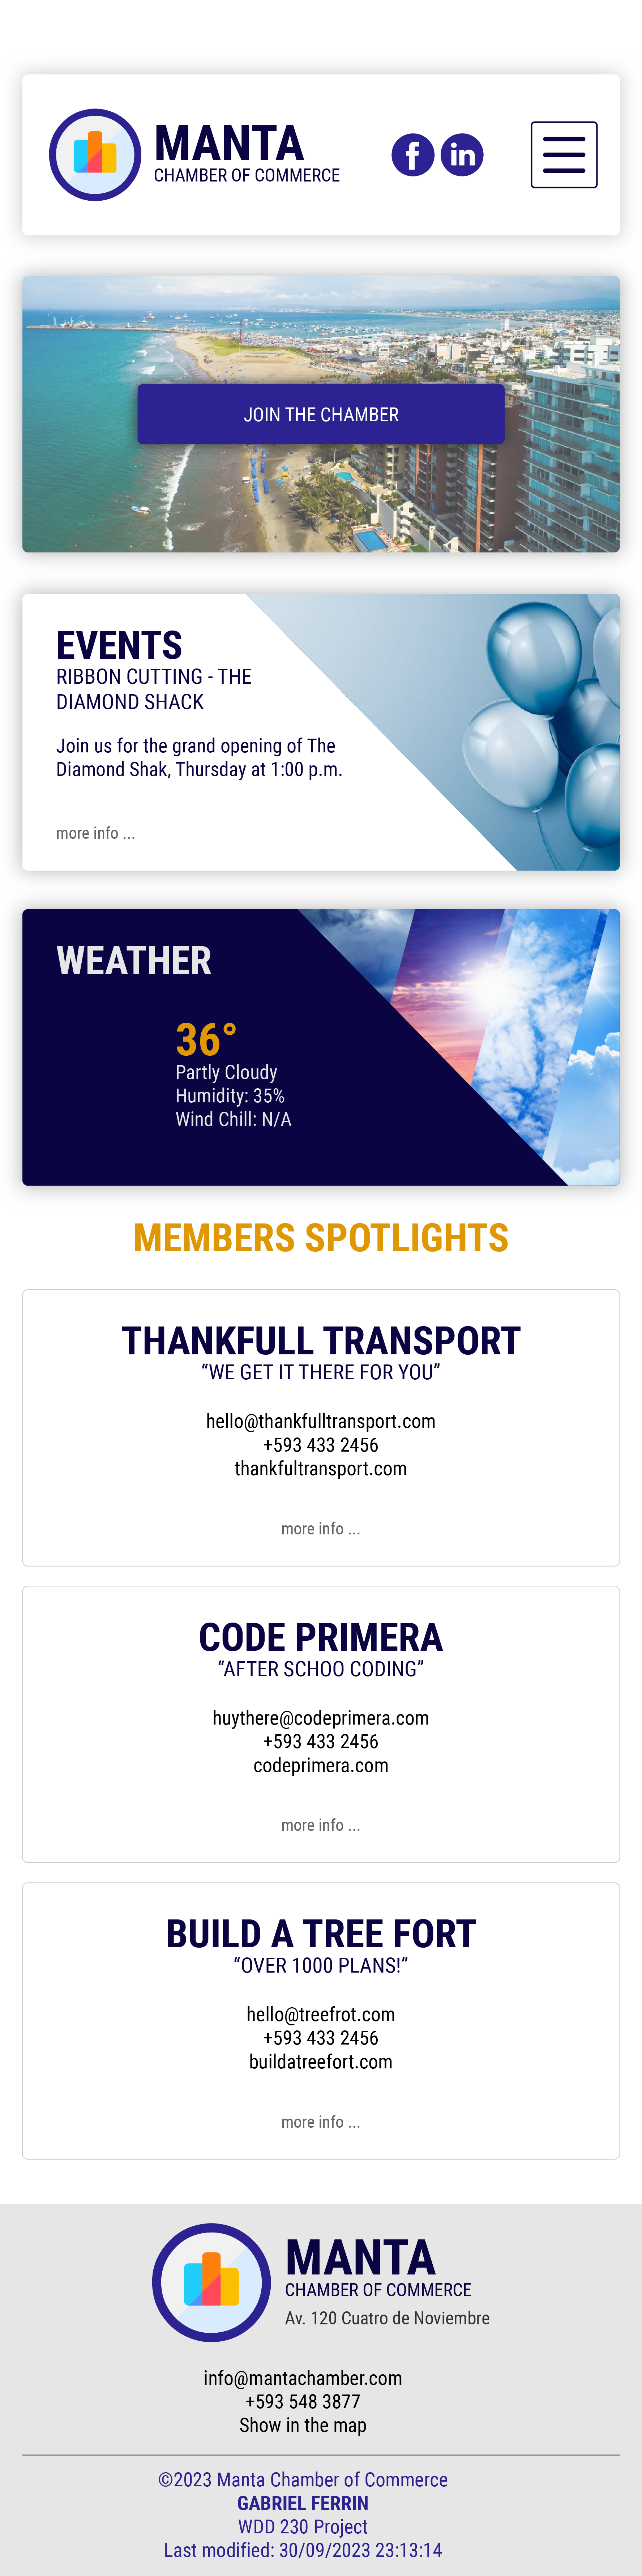 MANTA
CHAMBER OF COMMERCE
f
in
JOIN THE CHAMBER
EVENTS
RIBBON CUTTING - THE
DIAMOND SHACK
Join us for the grand opening of The
Diamond Shak, Thursday at 1:00 p.m.
more info ...
WEATHER
36°
Partly Cloudy
Humidity: 35%
Wind Chill: N/A
MEMBERS SPOTLIGHTS
THANKFULL TRANSPORT
“WE GET IT THERE FOR YOU”
hello@thankfulltransport.com
+593 433 2456
thankfultransport.com
more info ...
CODE PRIMERA
“AFTER SCHOO CODING”
huythere@codeprimera.com
+593 433 2456
codeprimera.com
more info ...
BUILD A TREE FORT
“OVER 1000 PLANS!”
hello@treefrot.com
+593 433 2456
buildatreefort.com
more info ...
MANTA
CHAMBER OF COMMERCE
Av. 120 Cuatro de Noviembre
info@mantachamber.com
+593 548 3877
Show in the map
©2023 Manta Chamber of Commerce
GABRIEL FERRIN
WDD 230 Project
Last modified: 30/09/2023 23:13:14